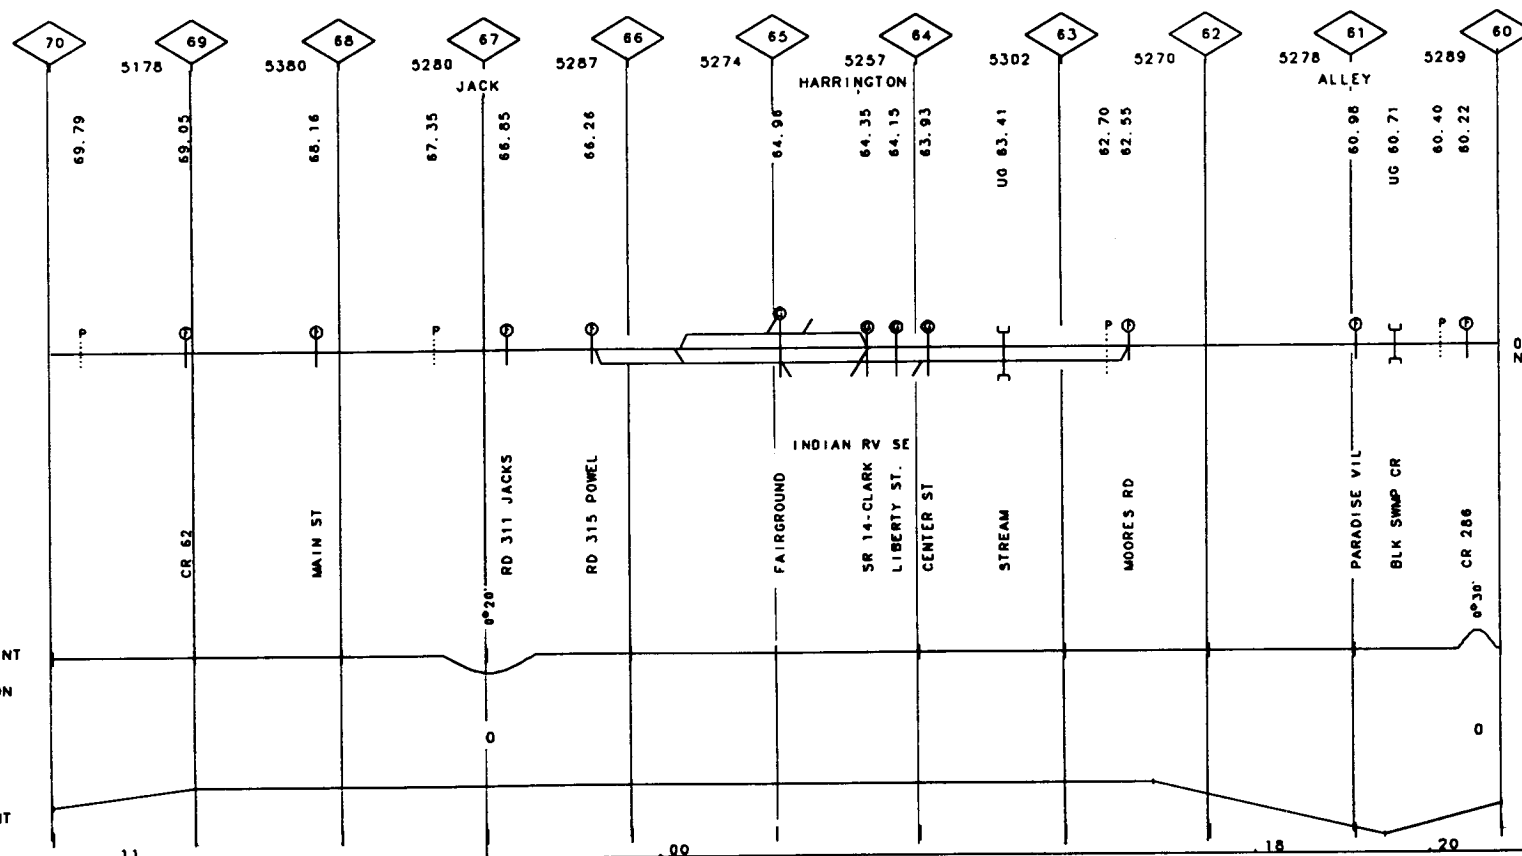 70 69 68 67 66 65 64 63 62 61 60
5178 5380 5280 5287 5274 5257 5302 5270 5278 5289
JACK HARRINGTON ALLEY
69.79
69.05
68.16
67.35
66.85
66.26
64.96
64.35
64.15
63.93
UG 63.41
62.70
62.55
60.98
UG 60.71
60.40
60.22
P P P P
INDIAN RV SE
CR 62
MAIN ST
RD 311 JACKS
RD 315 POWEL
FAIRGROUND
SR 14-CLARK
LIBERTY ST.
CENTER ST
STREAM
MOORES RD
PARADISE VIL
BLK SWMP CR
CR 286
0°20'
0°30'
NT
ON
0 0
NT
.11 .00 .18 .20
0
N